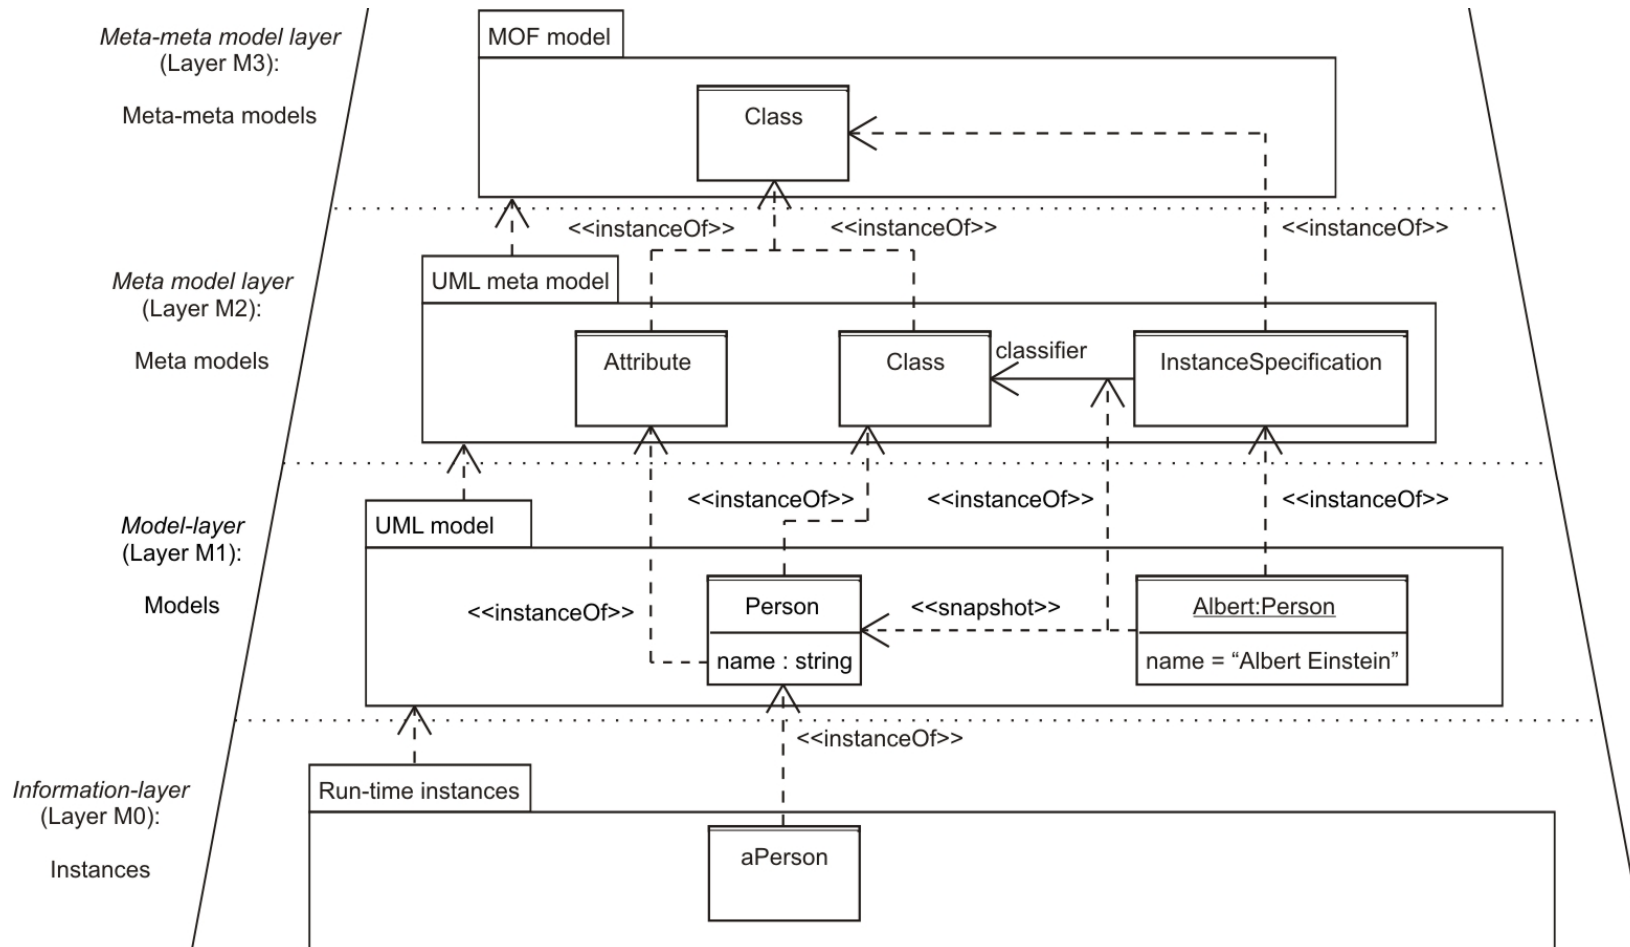 Meta-meta model layer
(Layer M3):
Meta-meta models
MOF model
Class
<<instanceOf>>
<<instanceOf>>
<<instanceOf>>
Meta model layer
(Layer M2):
Meta models
UML meta model
Attribute
Class
classifier
InstanceSpecification
<<instanceOf>>
<<instanceOf>>
<<instanceOf>>
Model-layer
(Layer M1):
Models
UML model
<<instanceOf>>
Person
name : string
<<snapshot>>
Albert:Person
name = “Albert Einstein”
<<instanceOf>>
Information-layer
(Layer M0):
Instances
Run-time instances
aPerson